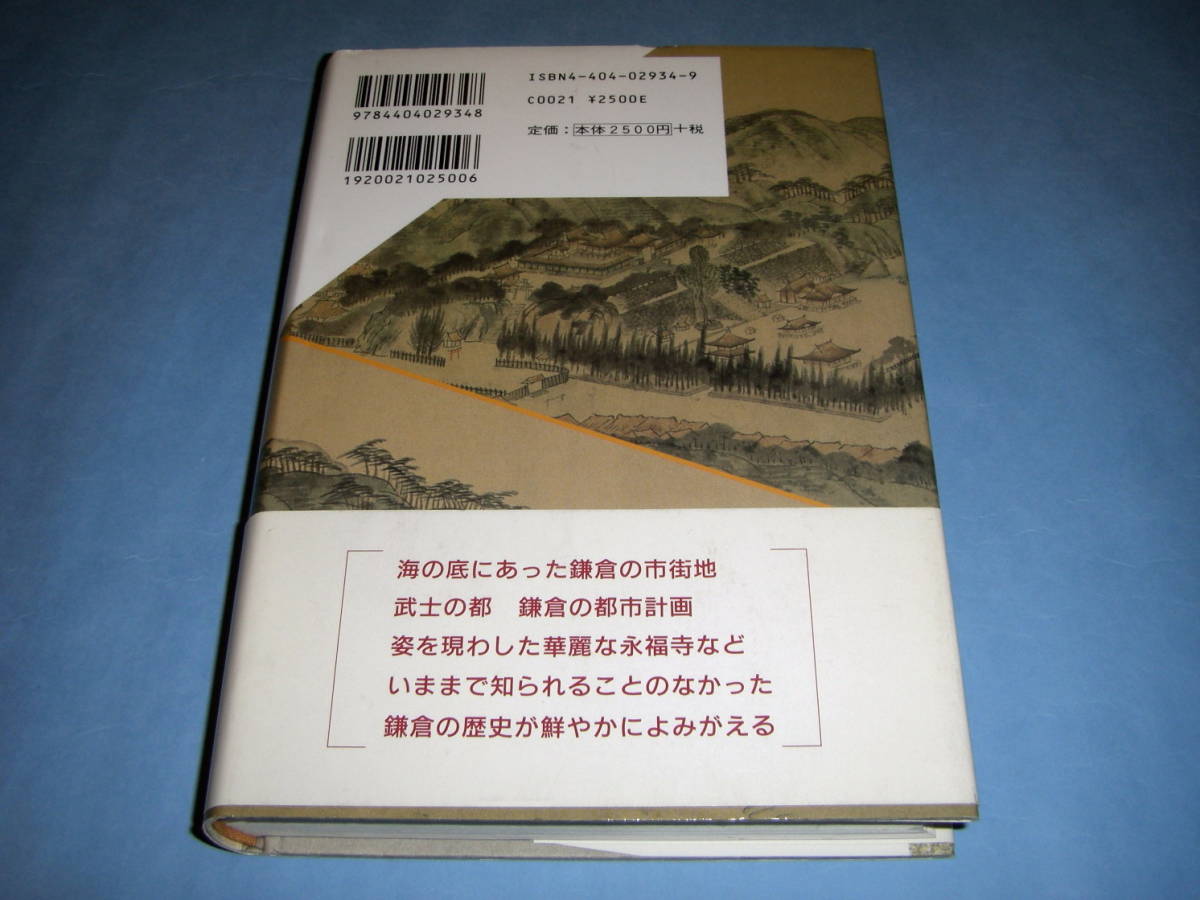 ISBN4-404-02934-9
C0021 ¥2500E
定価：本体2500円+税
9784404029348
1920021025006
海の底にあった鎌倉の市街地
武士の都　鎌倉の都市計画
姿を現わした華麗な永福寺など
いままで知られることのなかった
鎌倉の歴史が鮮やかによみがえる